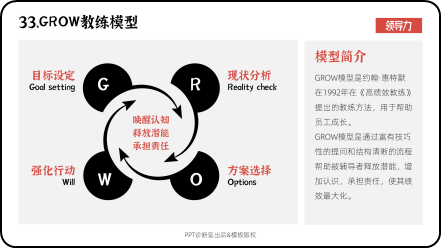 33.GROW教练模型
领导力
目标设定
Goal setting
G
R
现状分析
Reality check
唤醒认知
释放潜能
承担责任
强化行动
Will
W
O
方案选择
Options
模型简介
GROW模型是约翰·惠特默
在1992年在《高绩效教练》
提出的教练方法，用于帮助
员工成长。
GROW模型是通过富有技巧
性的提问和结构清晰的流程
帮助被辅导者释放潜能，增
加认识，承担责任，使其绩
效最大化。
PPT诊断室出品&模板版权